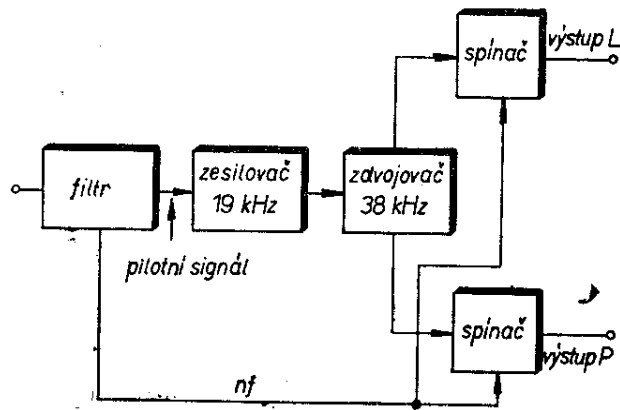 spínač
výstup L
filtr
zesilovač
19 kHz
zdvojovač
38 kHz
pilotní signál
spínač
výstup P
nf